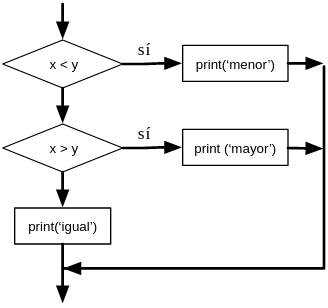 sí
x < y
print(‘menor’)
sí
x > y
print (‘mayor’)
print(‘igual’)